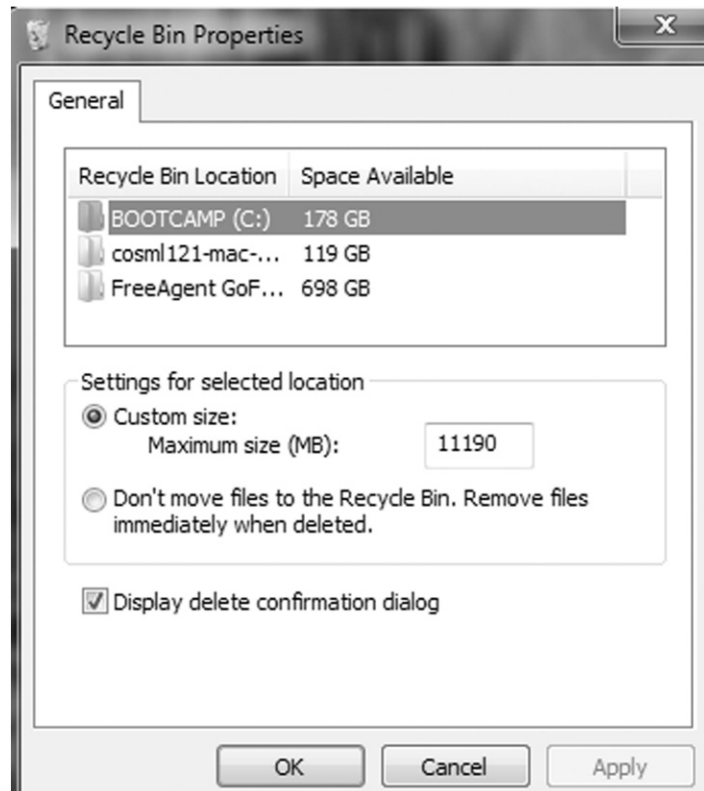 Recycle Bin Properties
General
Recycle Bin Location Space Available
BOOTCAMP (C:) 178 GB
cosml121-mac-... 119 GB
FreeAgent GoF... 698 GB
Settings for selected location
Custom size:
Maximum size (MB): 11190
Don't move files to the Recycle Bin. Remove files
immediately when deleted.
Display delete confirmation dialog
OK Cancel Apply